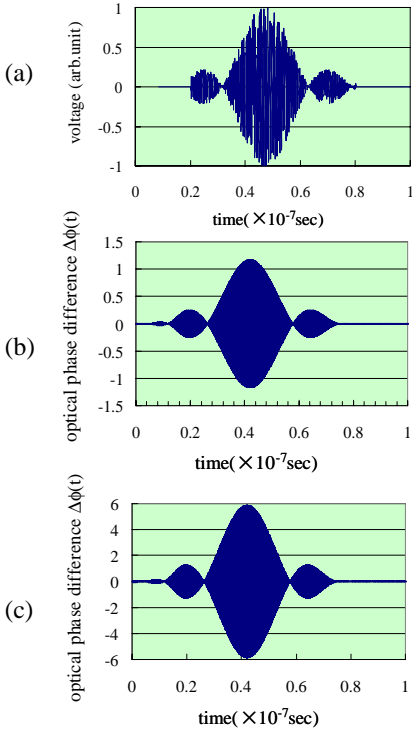 (a)
voltage (arb.unit)
1
0.5
0
-0.5
-1
0 0.2 0.4 0.6 0.8 1
time(×10-7sec)
(b)
optical phase difference Δϕ(t)
1.5
1
0.5
0
-0.5
-1
-1.5
0 0.2 0.4 0.6 0.8 1
time(×10-7sec)
(c)
optical phase difference Δϕ(t)
6
4
2
0
-2
-4
-6
0 0.2 0.4 0.6 0.8 1
time(×10-7sec)